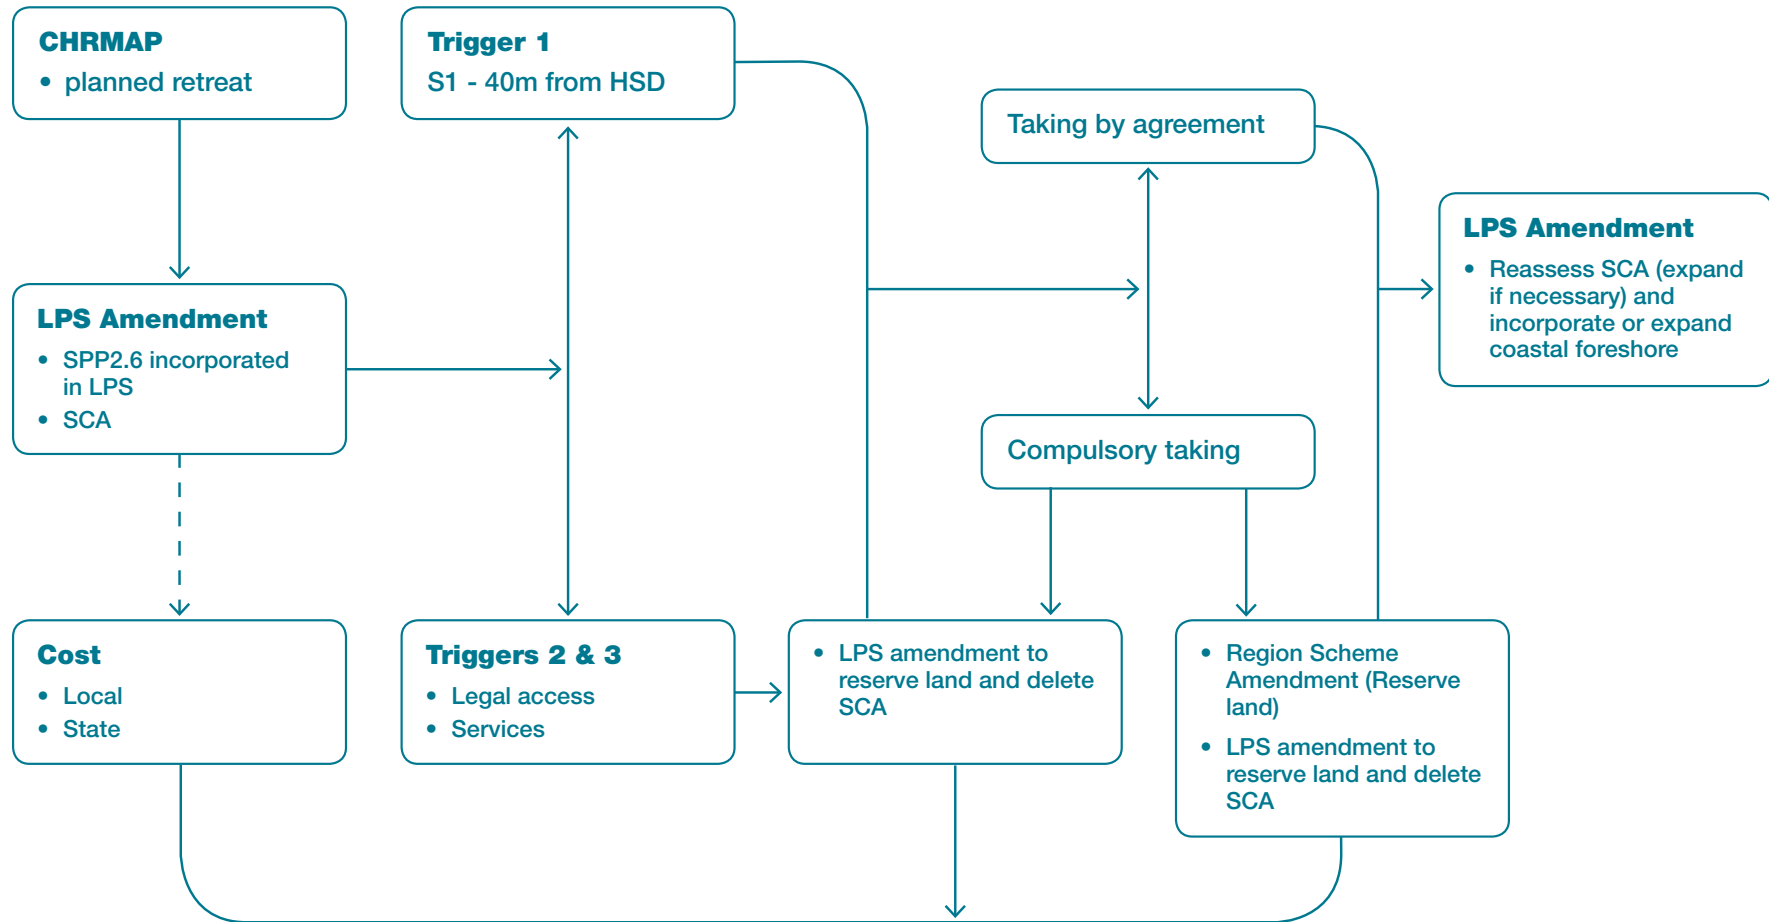 CHRMAP
• planned retreat
Trigger 1
S1 - 40m from HSD
Taking by agreement
LPS Amendment
• Reassess SCA (expand
if necessary) and
incorporate or expand
coastal foreshore
LPS Amendment
• SPP2.6 incorporated
in LPS
• SCA
Compulsory taking
Cost
• Local
• State
Triggers 2 & 3
• Legal access
• Services
• LPS amendment to
reserve land and delete
SCA
• Region Scheme
Amendment (Reserve
land)
• LPS amendment to
reserve land and delete
SCA